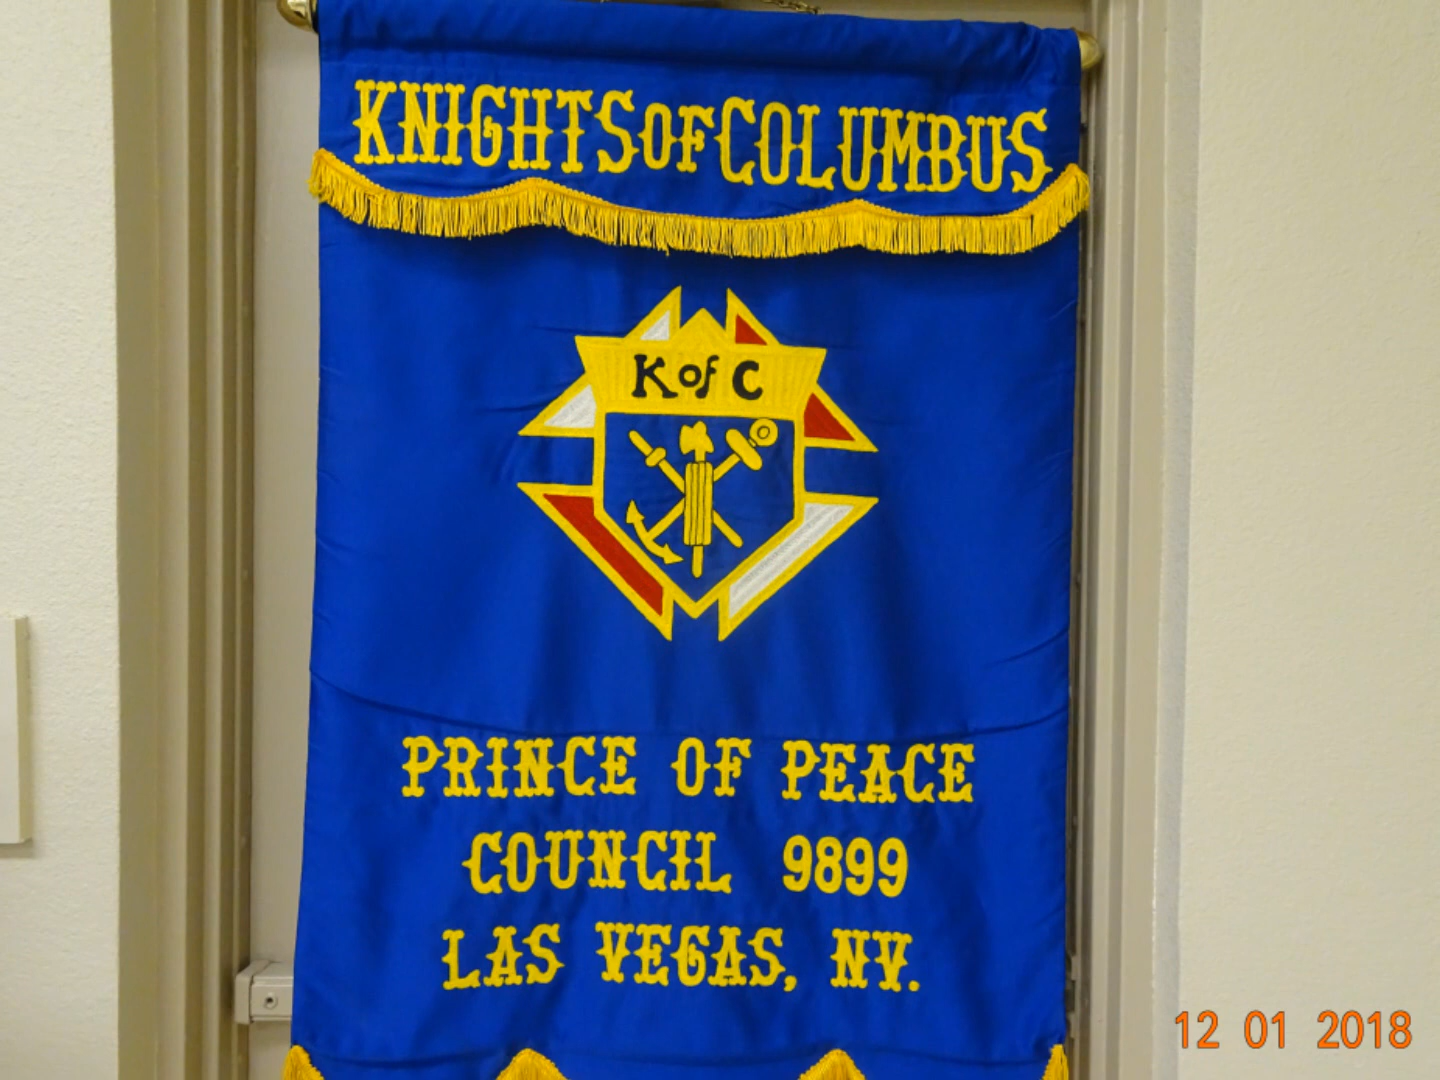 KNIGHTS OF COLUMBUS
K of C
PRINCE OF PEACE
COUNCIL 9899
LAS VEGAS, NV.
12 01 2018